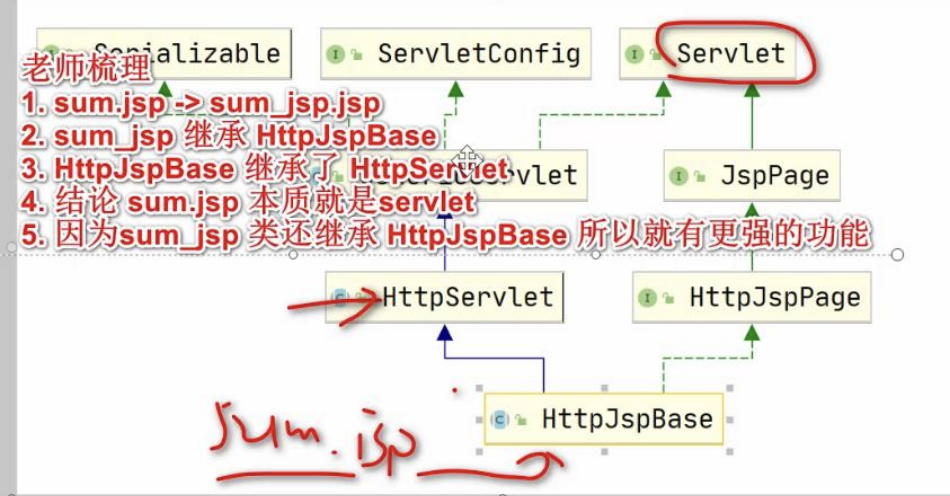 Serializable
ServletConfig
Servlet
老师梳理
1. sum.jsp -> sum_jsp.jsp
2. sum_jsp 继承 HttpJspBase
3. HttpJspBase 继承了 HttpServlet
JspPage
4. 结论 sum.jsp 本质就是servlet
5. 因为sum_jsp 类还继承 HttpJspBase 所以就有更强的功能
HttpServlet
HttpJspPage
HttpJspBase
sum.jsp